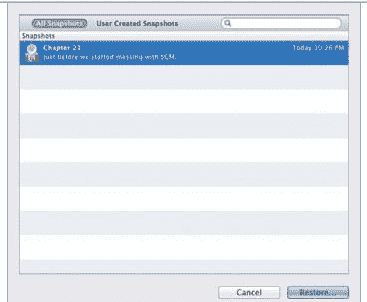 All Snapshots User Created Snapshots
Snapshots
Chapter 21 Today 10:26 PM
Just before we started messing with SCM.
Cancel Restore...